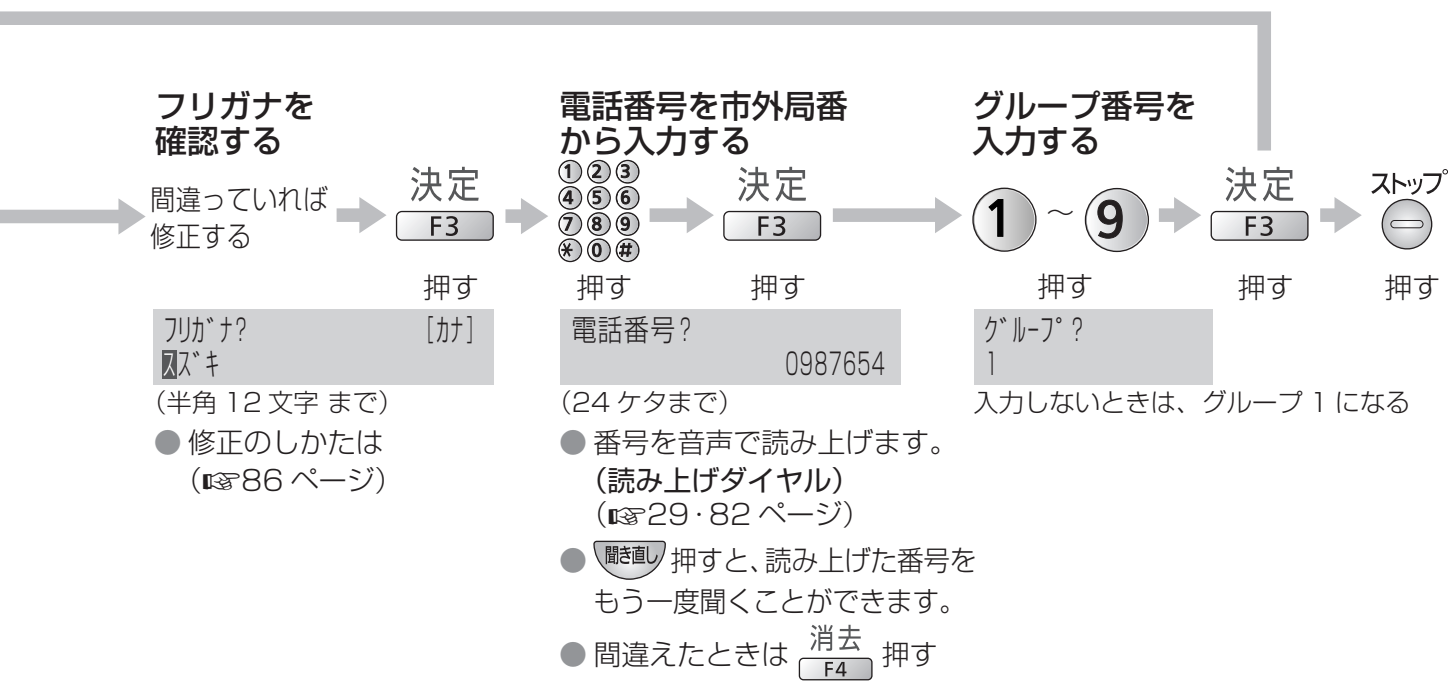 フリガナを
確認する
間違っていれば
修正する
決定
F3
押す
ﾌﾘｶﾞﾅ? [ｶﾅ]
ｽｽﾞｷ
(半角 12 文字 まで)
● 修正のしかたは
(☞86 ページ)
電話番号を市外局番
から入力する
1 2 3
4 5 6
7 8 9
* 0 #
押す
決定
F3
押す
電話番号?
0987654
(24 ケタまで)
● 番号を音声で読み上げます。
(読み上げダイヤル)
(☞29・82 ページ)
● 聞き直し 押すと、読み上げた番号を
もう一度聞くことができます。
● 間違えたときは 消去 F4 押す
グループ番号を
入力する
1 ～ 9
押す
決定
F3
押す
ストップ
押す
ｸﾞﾙｰﾌﾟ?
1
入力しないときは、グループ 1 になる